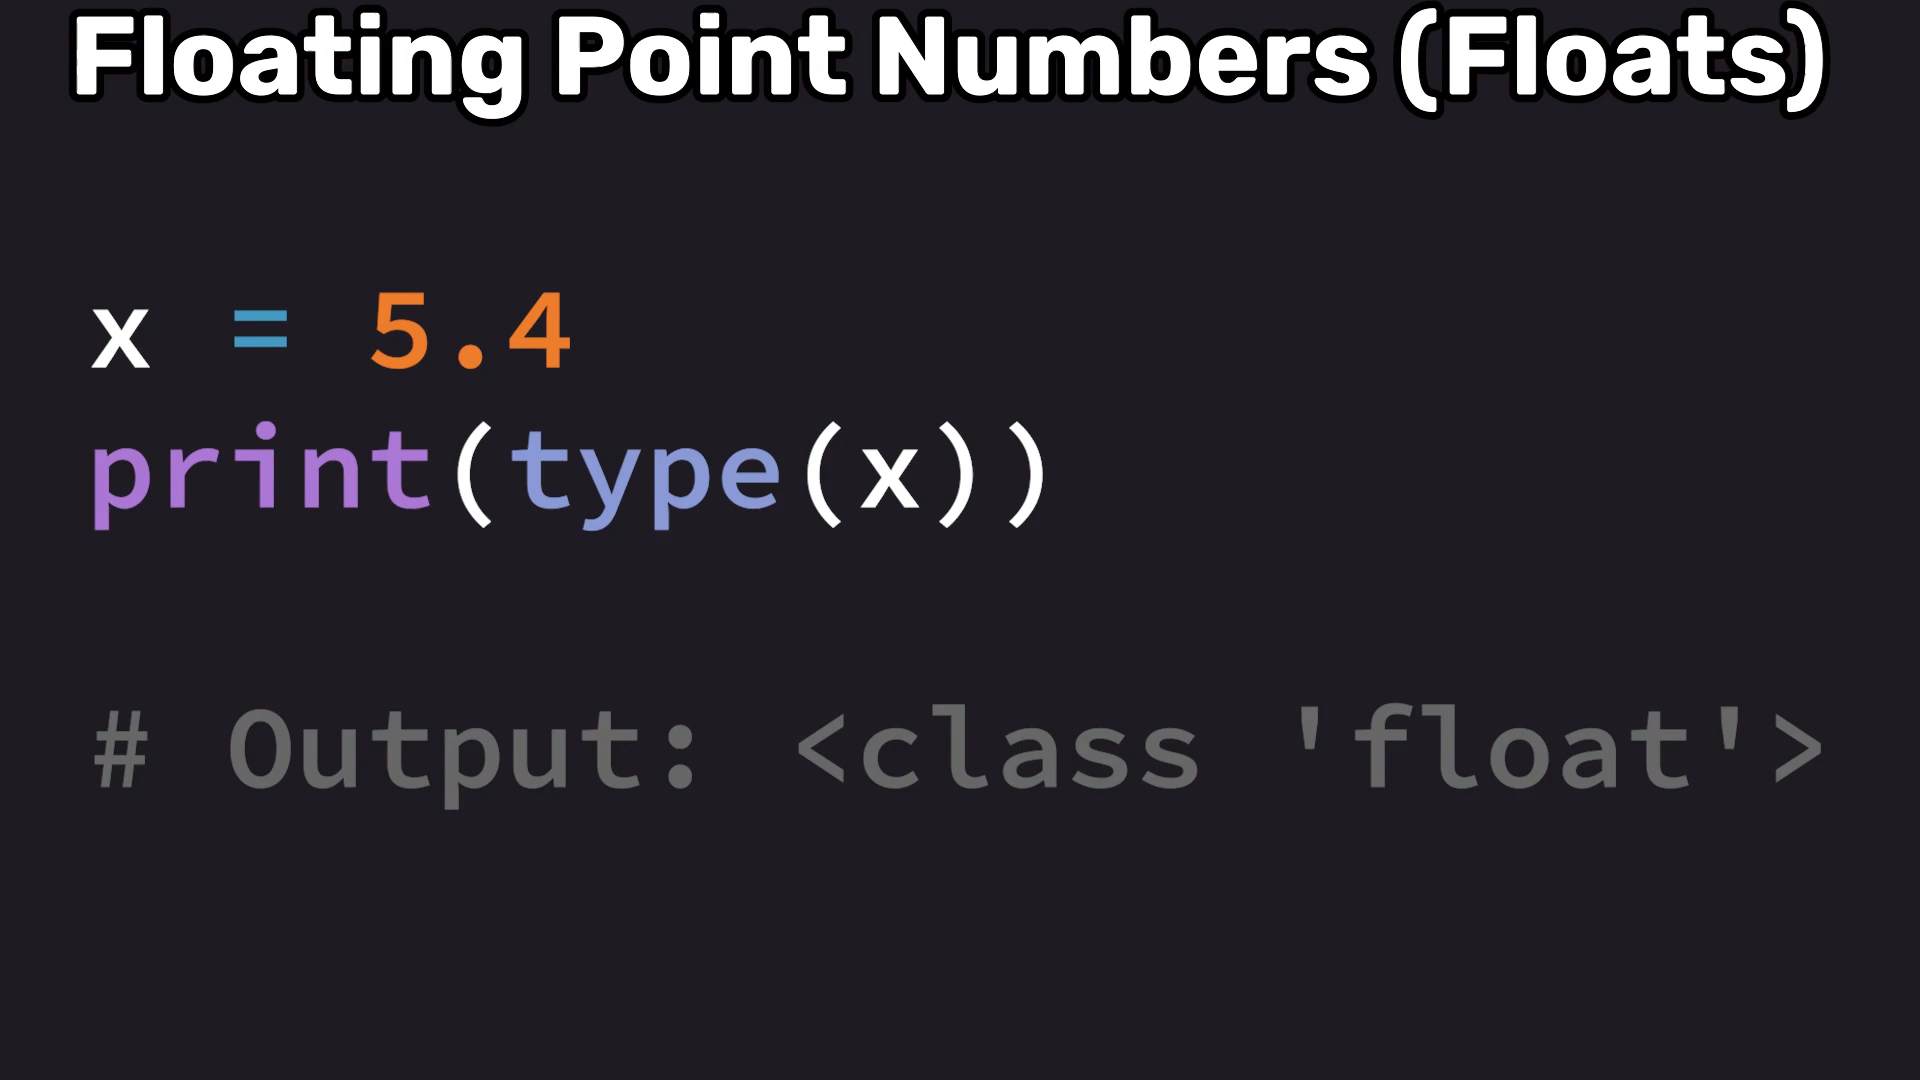 Floating Point Numbers (Floats)
x = 5.4
print(type(x))
# Output: <class 'float'>